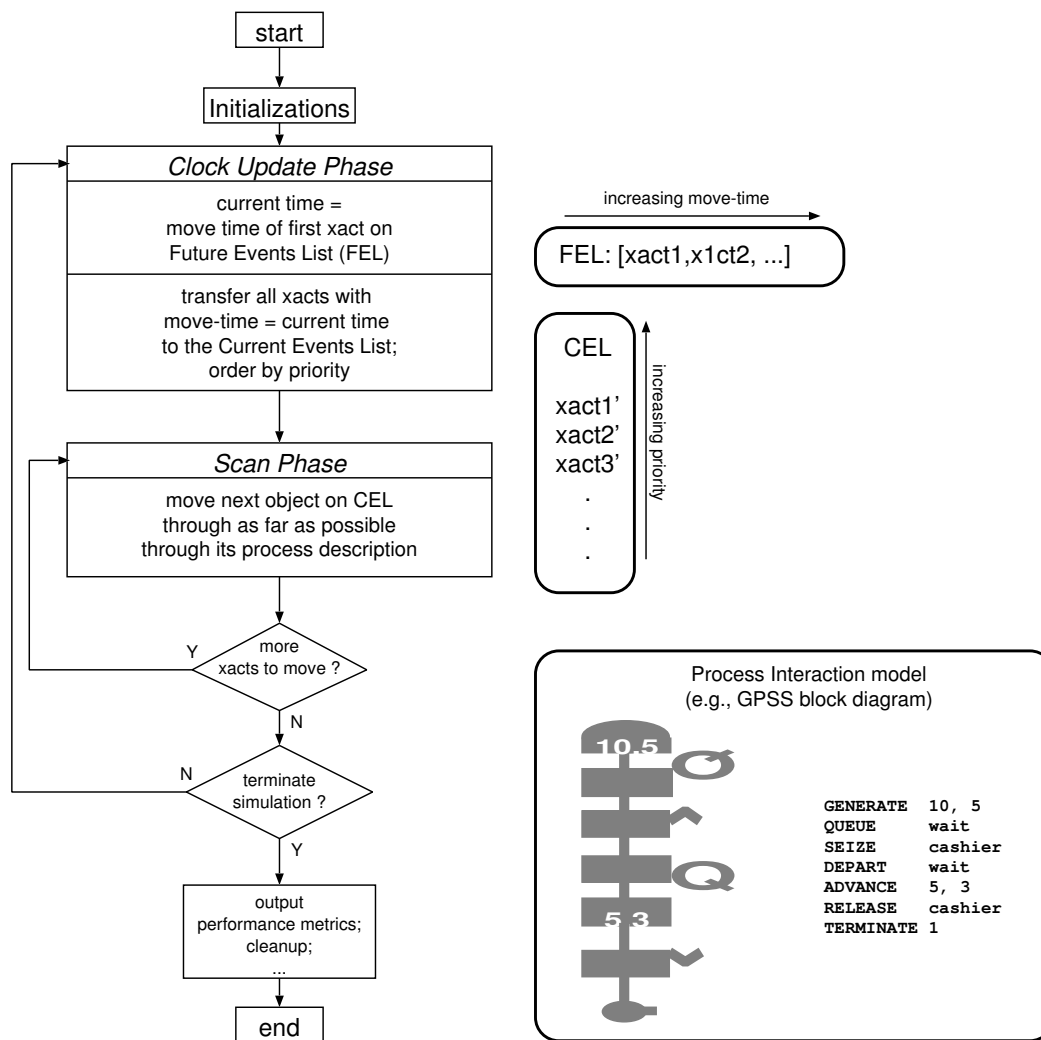 start
Initializations
Clock Update Phase
current time =
move time of first xact on
Future Events List (FEL)
transfer all xacts with
move-time = current time
to the Current Events List;
order by priority
Scan Phase
move next object on CEL
through as far as possible
through its process description
more
xacts to move ?
Y
N
terminate
simulation ?
N
Y
output
performance metrics;
cleanup;
...
end
increasing move-time
FEL: [xact1,x1ct2, ...]
CEL
xact1’
xact2’
xact3’
.
.
.
increasing priority
Process Interaction model
(e.g., GPSS block diagram)
10.5
Q
Q
5 3
GENERATE 10, 5
QUEUE wait
SEIZE cashier
DEPART wait
ADVANCE 5, 3
RELEASE cashier
TERMINATE 1